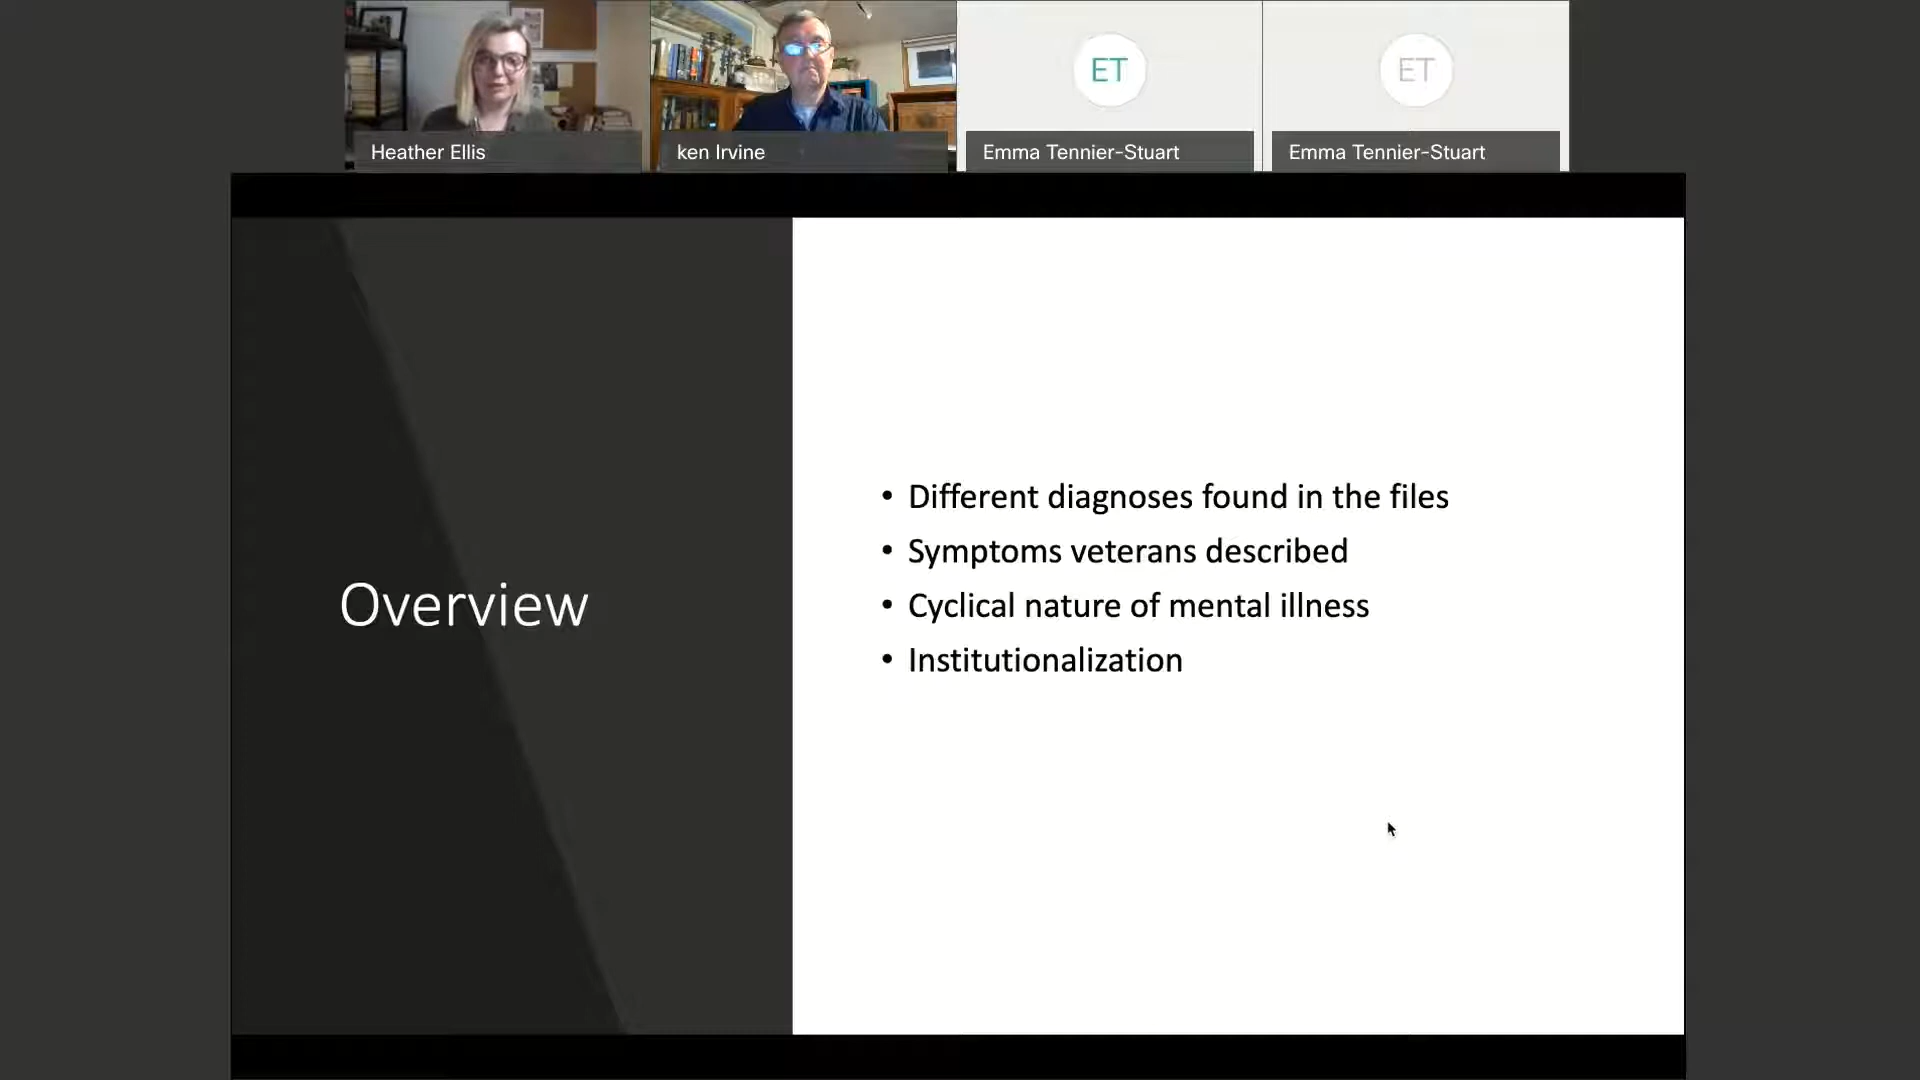 Heather Ellis
ken Irvine
ET
Emma Tennier-Stuart
ET
Emma Tennier-Stuart
Overview
• Different diagnoses found in the files
• Symptoms veterans described
• Cyclical nature of mental illness
• Institutionalization